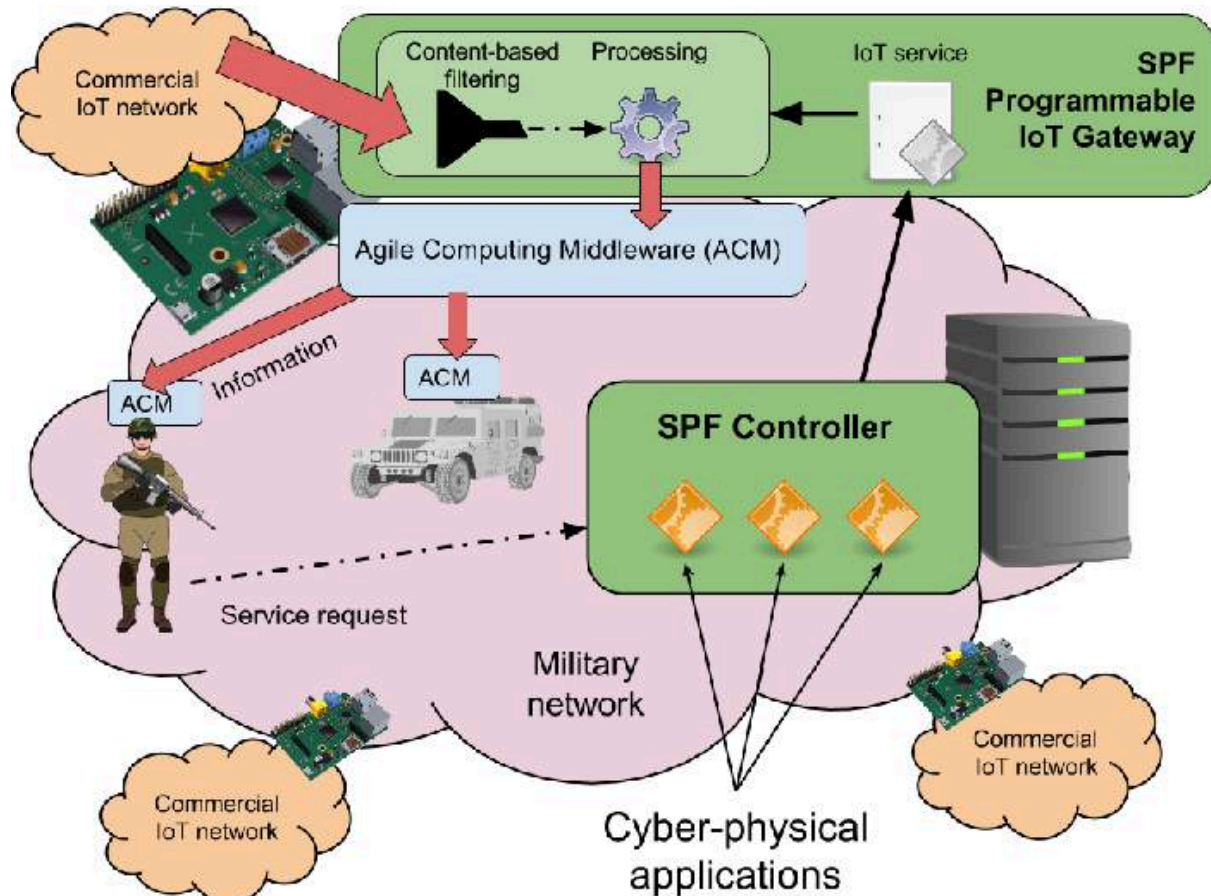 Commercial
IoT network
Content-based
filtering
Processing
IoT service
SPF
Programmable
IoT Gateway
Agile Computing Middleware (ACM)
Information
ACM
ACM
SPF Controller
Service request
Military
network
Commercial
IoT network
Commercial
IoT network
Cyber-physical
applications